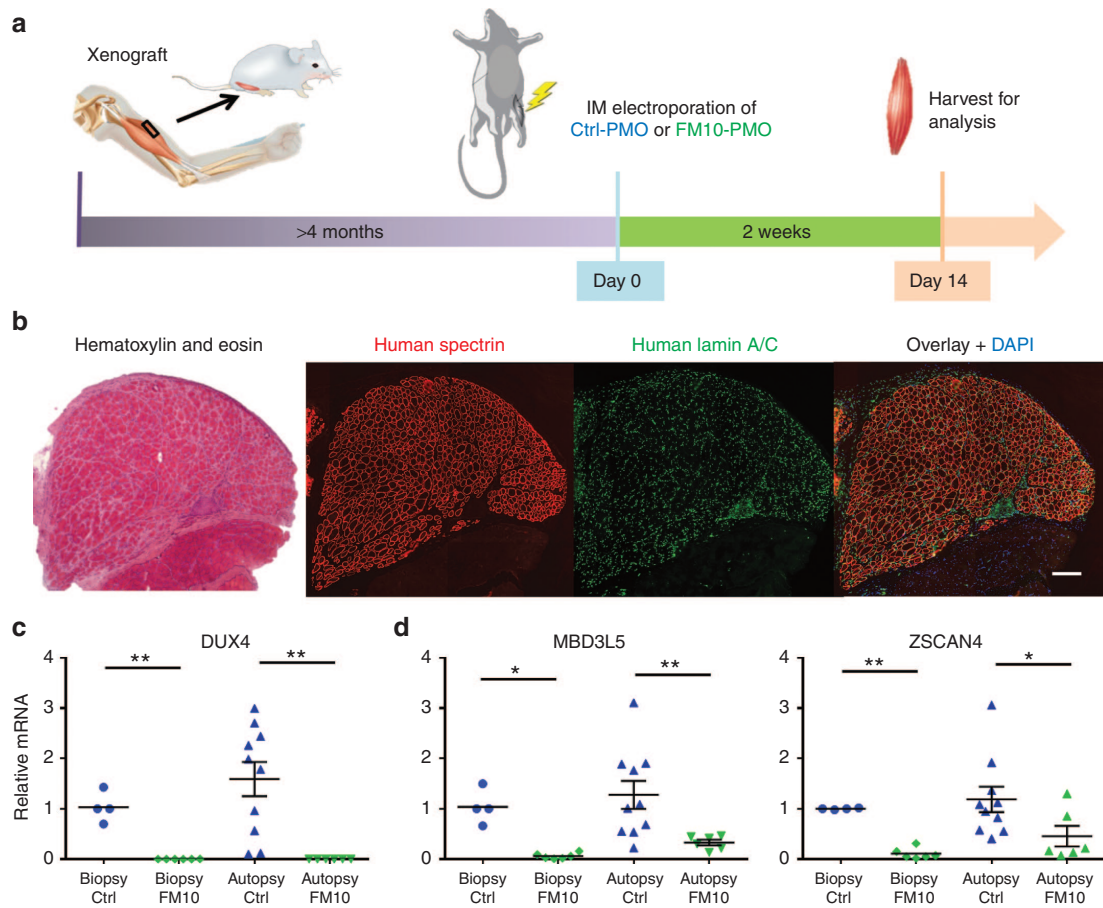 a
Xenograft
IM electroporation of
Ctrl-PMO or FM10-PMO
Harvest for
analysis
>4 months
2 weeks
Day 0
Day 14
b
Hematoxylin and eosin
Human spectrin
Human lamin A/C
Overlay + DAPI
c
DUX4
Relative mRNA
4
3
2
1
0
**
**
Biopsy
Ctrl
Biopsy
FM10
Autopsy
Ctrl
Autopsy
FM10
d
MBD3L5
4
3
2
1
0
*
**
Biopsy
Ctrl
Biopsy
FM10
Autopsy
Ctrl
Autopsy
FM10
ZSCAN4
4
3
2
1
0
**
*
Biopsy
Ctrl
Biopsy
FM10
Autopsy
Ctrl
Autopsy
FM10